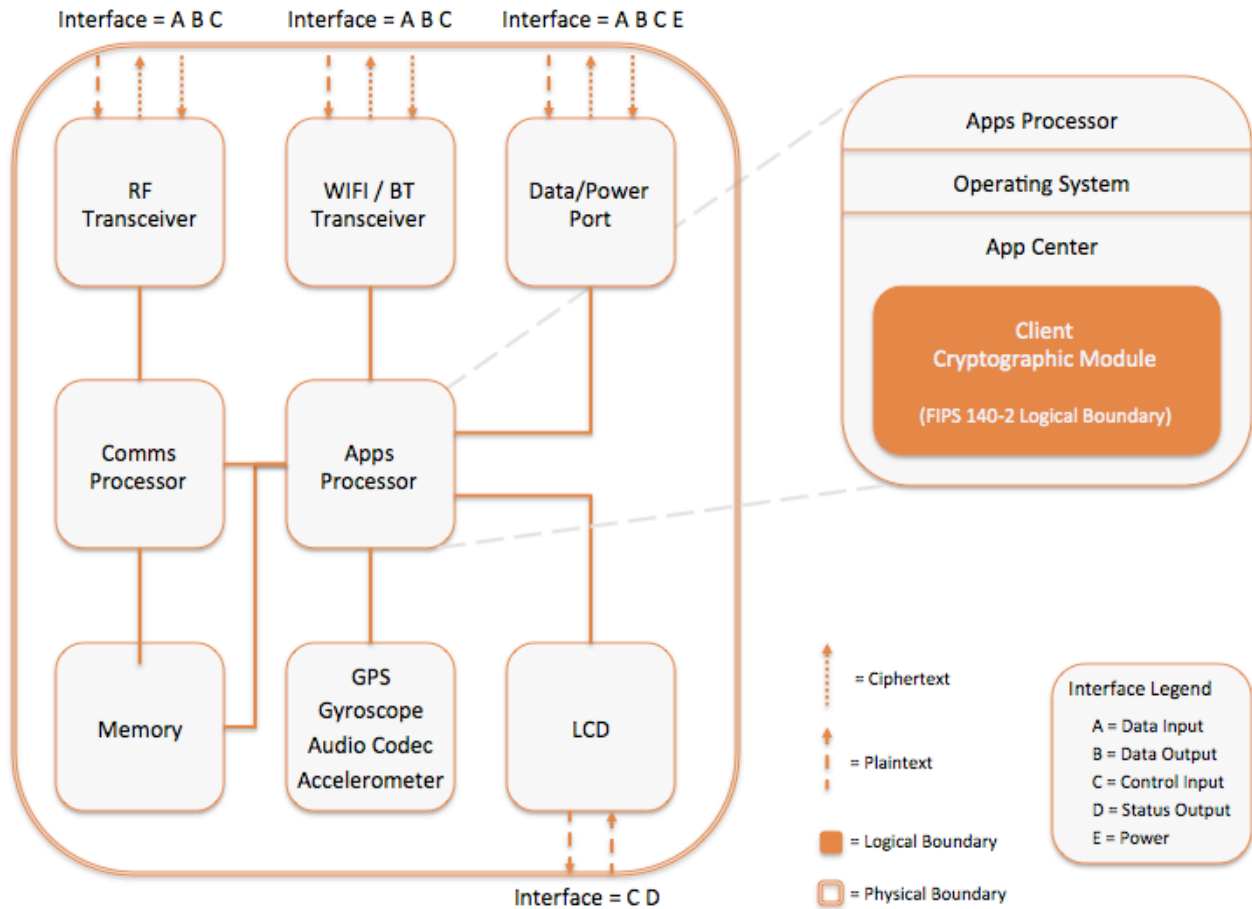 Interface = A B C
Interface = A B C
Interface = A B C E
RF
Transceiver
WIFI / BT
Transceiver
Data/Power
Port
Comms
Processor
Apps
Processor
Memory
GPS
Gyroscope
Audio Codec
Accelerometer
LCD
Interface = C D
Apps Processor
Operating System
App Center
Client
Cryptographic Module
(FIPS 140-2 Logical Boundary)
= Ciphertext
= Plaintext
= Logical Boundary
= Physical Boundary
Interface Legend
A = Data Input
B = Data Output
C = Control Input
D = Status Output
E = Power